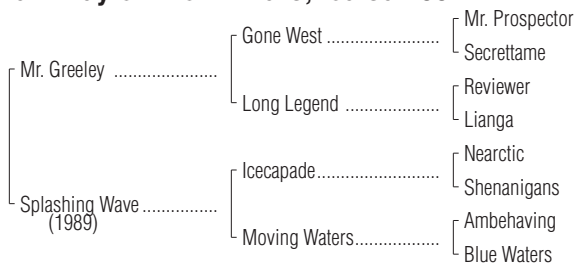 Mr. Prospector
Gone West
Secrettame
Mr. Greeley
Reviewer
Long Legend
Lianga
Nearctic
Icecapade
Shenanigans
Splashing Wave
(1989)
Ambehaving
Moving Waters
Blue Waters